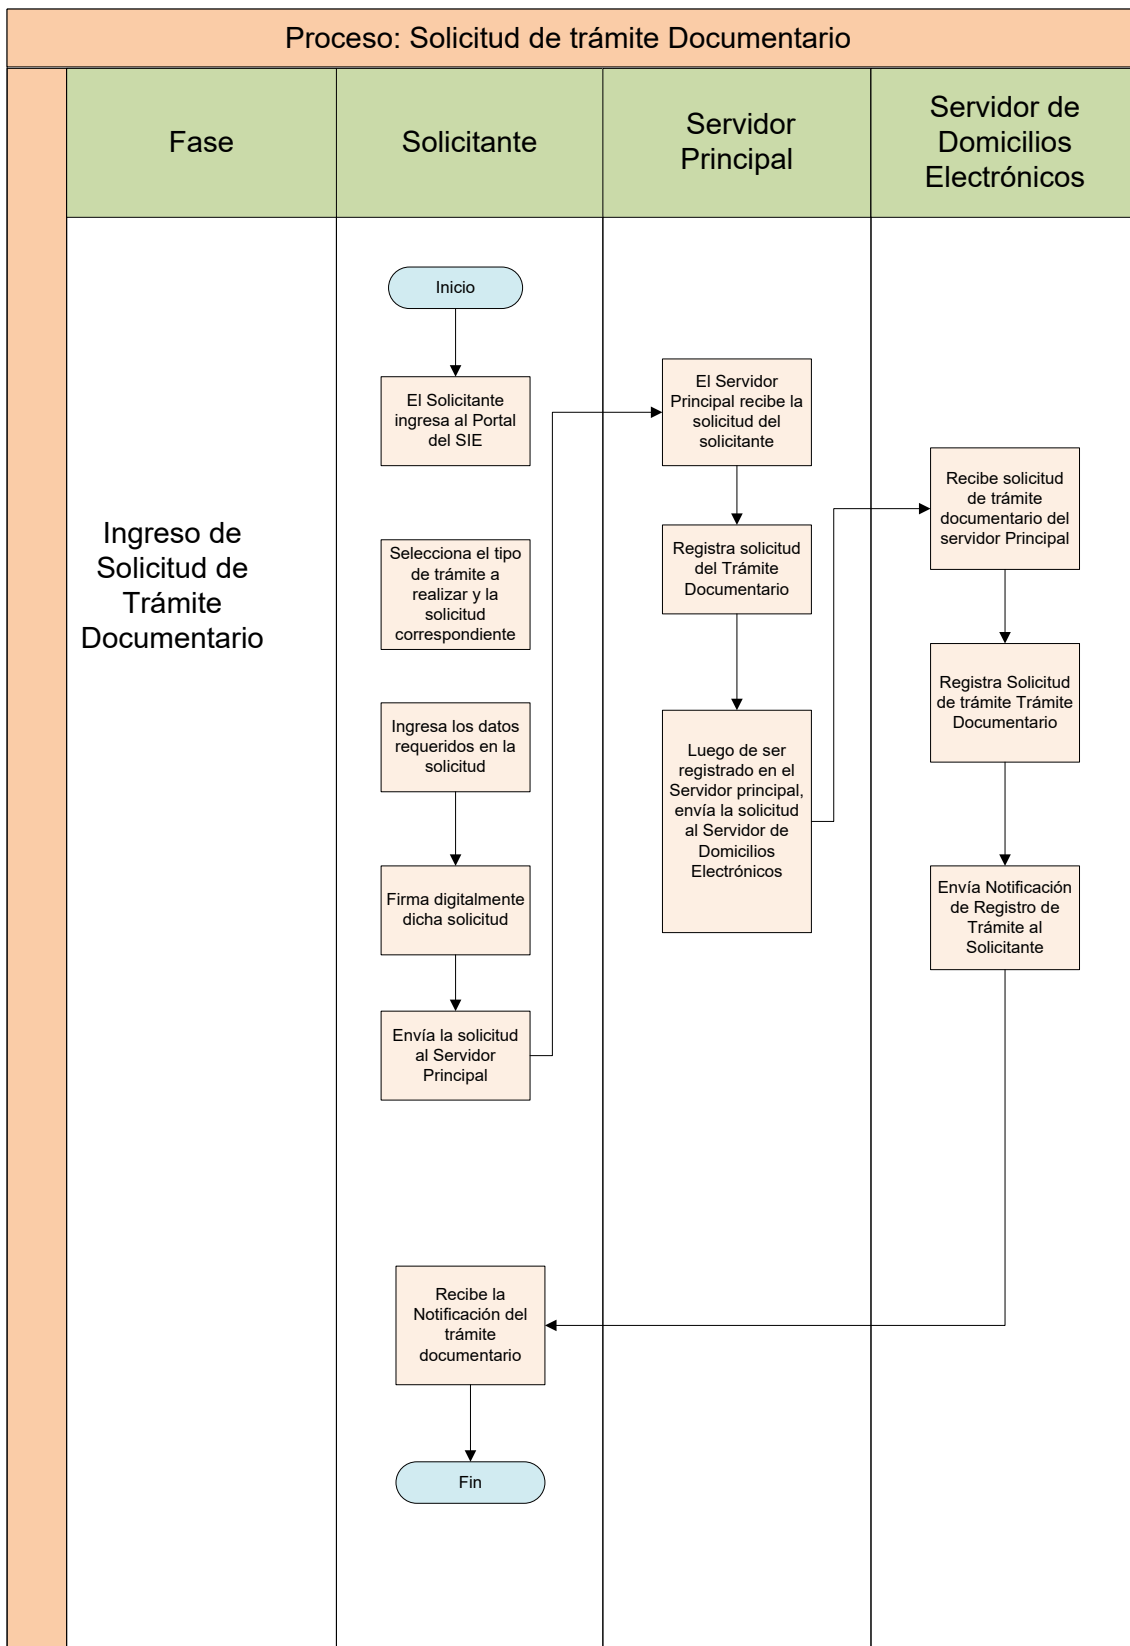 Proceso: Solicitud de trámite Documentario
Fase
Solicitante
Servidor
Principal
Servidor de
Domicilios
Electrónicos
Ingreso de
Solicitud de
Trámite
Documentario
Inicio
El Solicitante
ingresa al Portal
del SIE
Selecciona el tipo
de trámite a
realizar y la
solicitud
correspondiente
Ingresa los datos
requeridos en la
solicitud
Firma digitalmente
dicha solicitud
Envía la solicitud
al Servidor
Principal
El Servidor
Principal recibe la
solicitud del
solicitante
Registra solicitud
del Trámite
Documentario
Luego de ser
registrado en el
Servidor principal,
envía la solicitud
al Servidor de
Domicilios
Electrónicos
Recibe solicitud
de trámite
documentario del
servidor Principal
Registra Solicitud
de trámite Trámite
Documentario
Envía Notificación
de Registro de
Trámite al
Solicitante
Recibe la
Notificación del
trámite
documentario
Fin